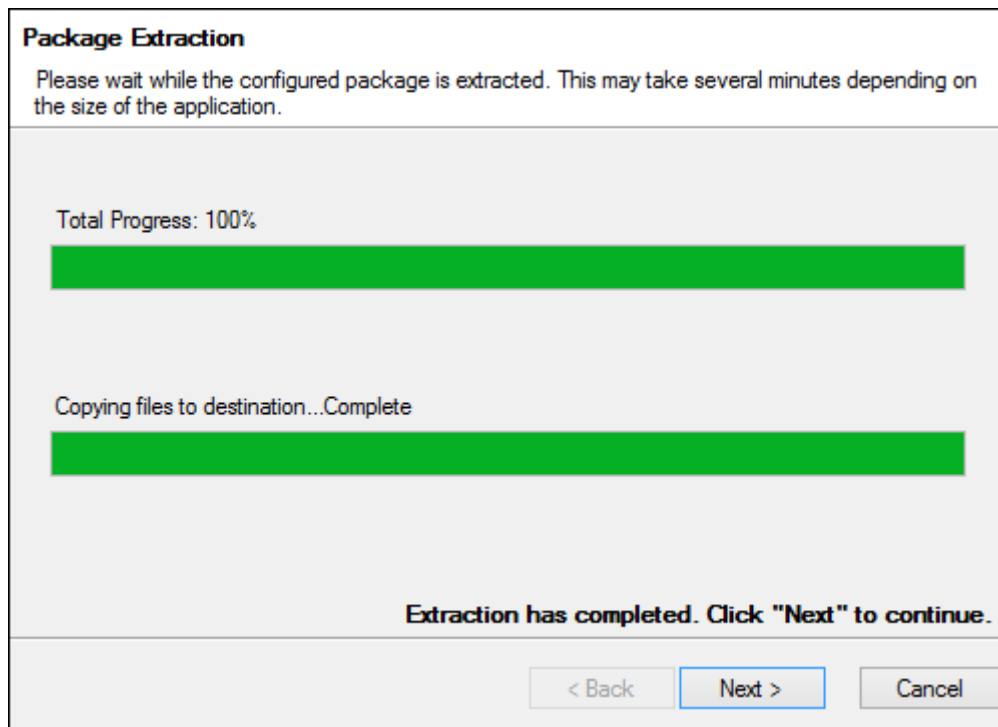 Package Extraction
Please wait while the configured package is extracted. This may take several minutes depending on
the size of the application.
Total Progress: 100%
Copying files to destination...Complete
Extraction has completed. Click "Next" to continue.
< Back
Next >
Cancel